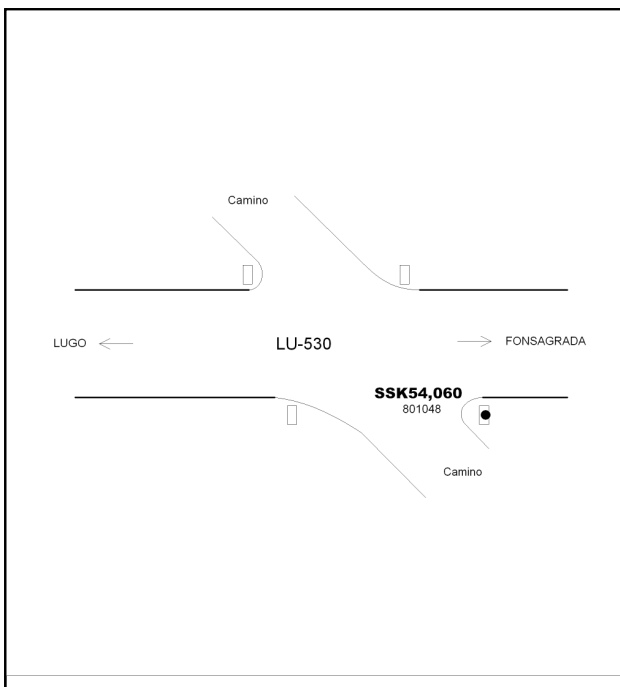 Camino
LUGO
LU-530
FONSAGRADA
SSK54,060
801048
Camino